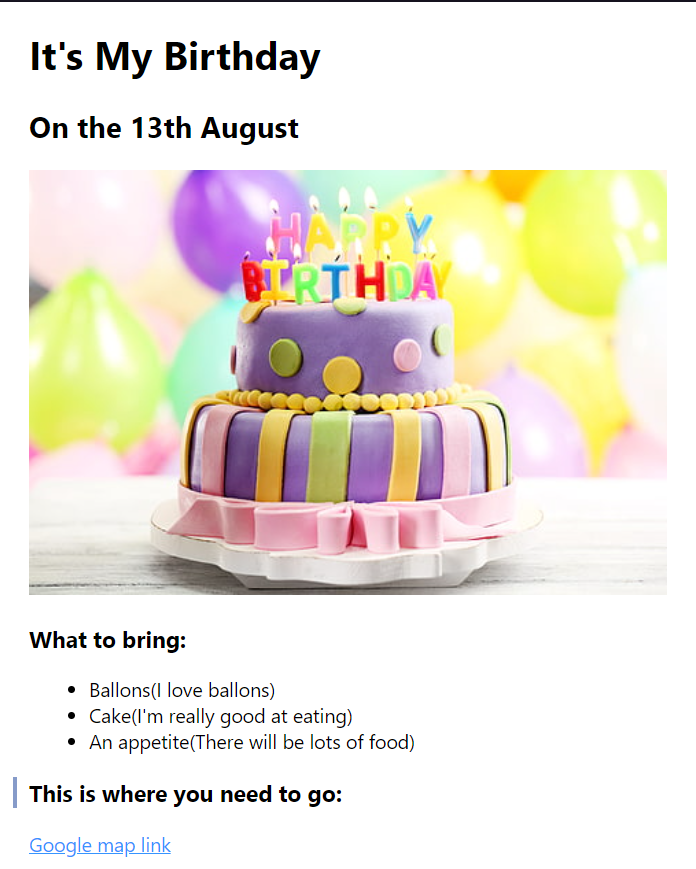 It's My Birthday
On the 13th August
HAPPY
BIRTHDAY
What to bring:
Ballons(I love ballons)
Cake(I'm really good at eating)
An appetite(There will be lots of food)
This is where you need to go:
Google map link